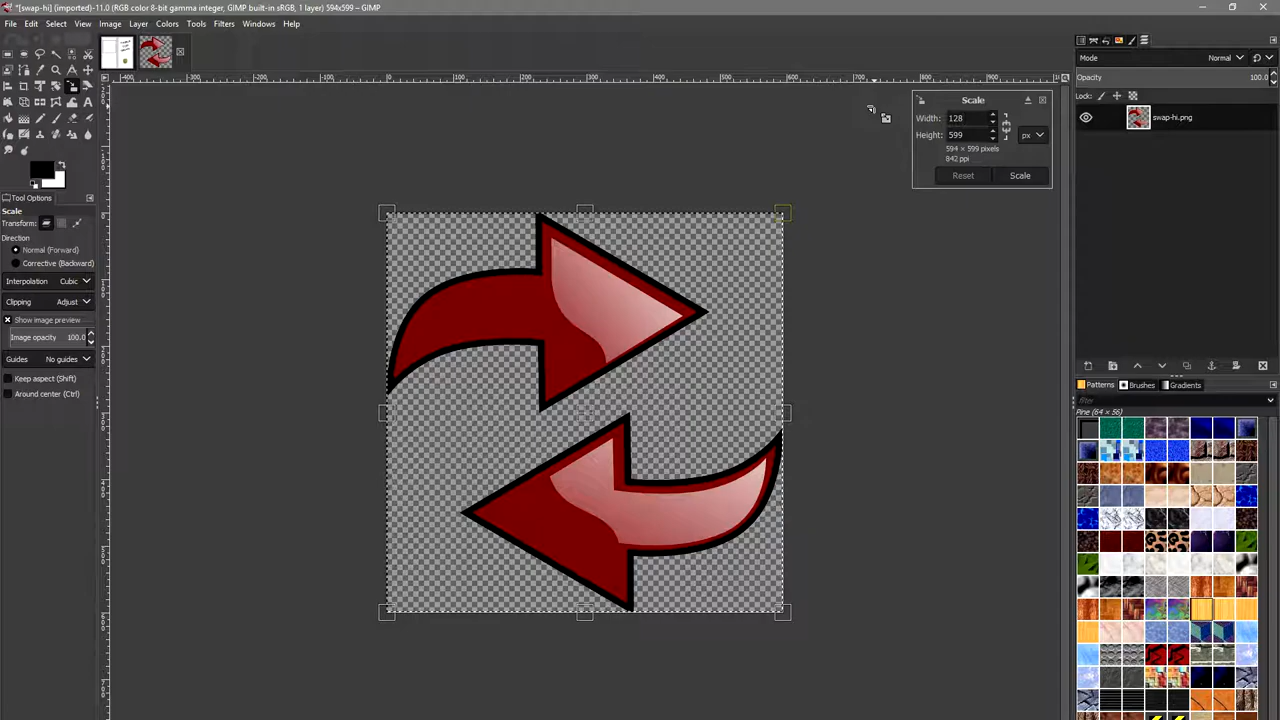 *[swap-hi] (imported)-11.0 (RGB color 8-bit gamma integer, GIMP built-in sRGB, 1 layer) 594x599 – GIMP
File Edit Select View Image Layer Colors Tools Filters Windows Help
Scale
Width: 128
Height: 599
px
594 × 599 pixels
842 ppi
Reset Scale
Tool Options
Scale
Transform:
Direction
Normal (Forward)
Corrective (Backward)
Interpolation Cubic
Clipping Adjust
Show image preview
Image opacity 100.0
Guides No guides
Keep aspect (Shift)
Around center (Ctrl)
Mode Normal
Opacity 100.0
Lock:
swap-hi.png
Patterns Brushes Gradients
filter
Pine (64 × 56)